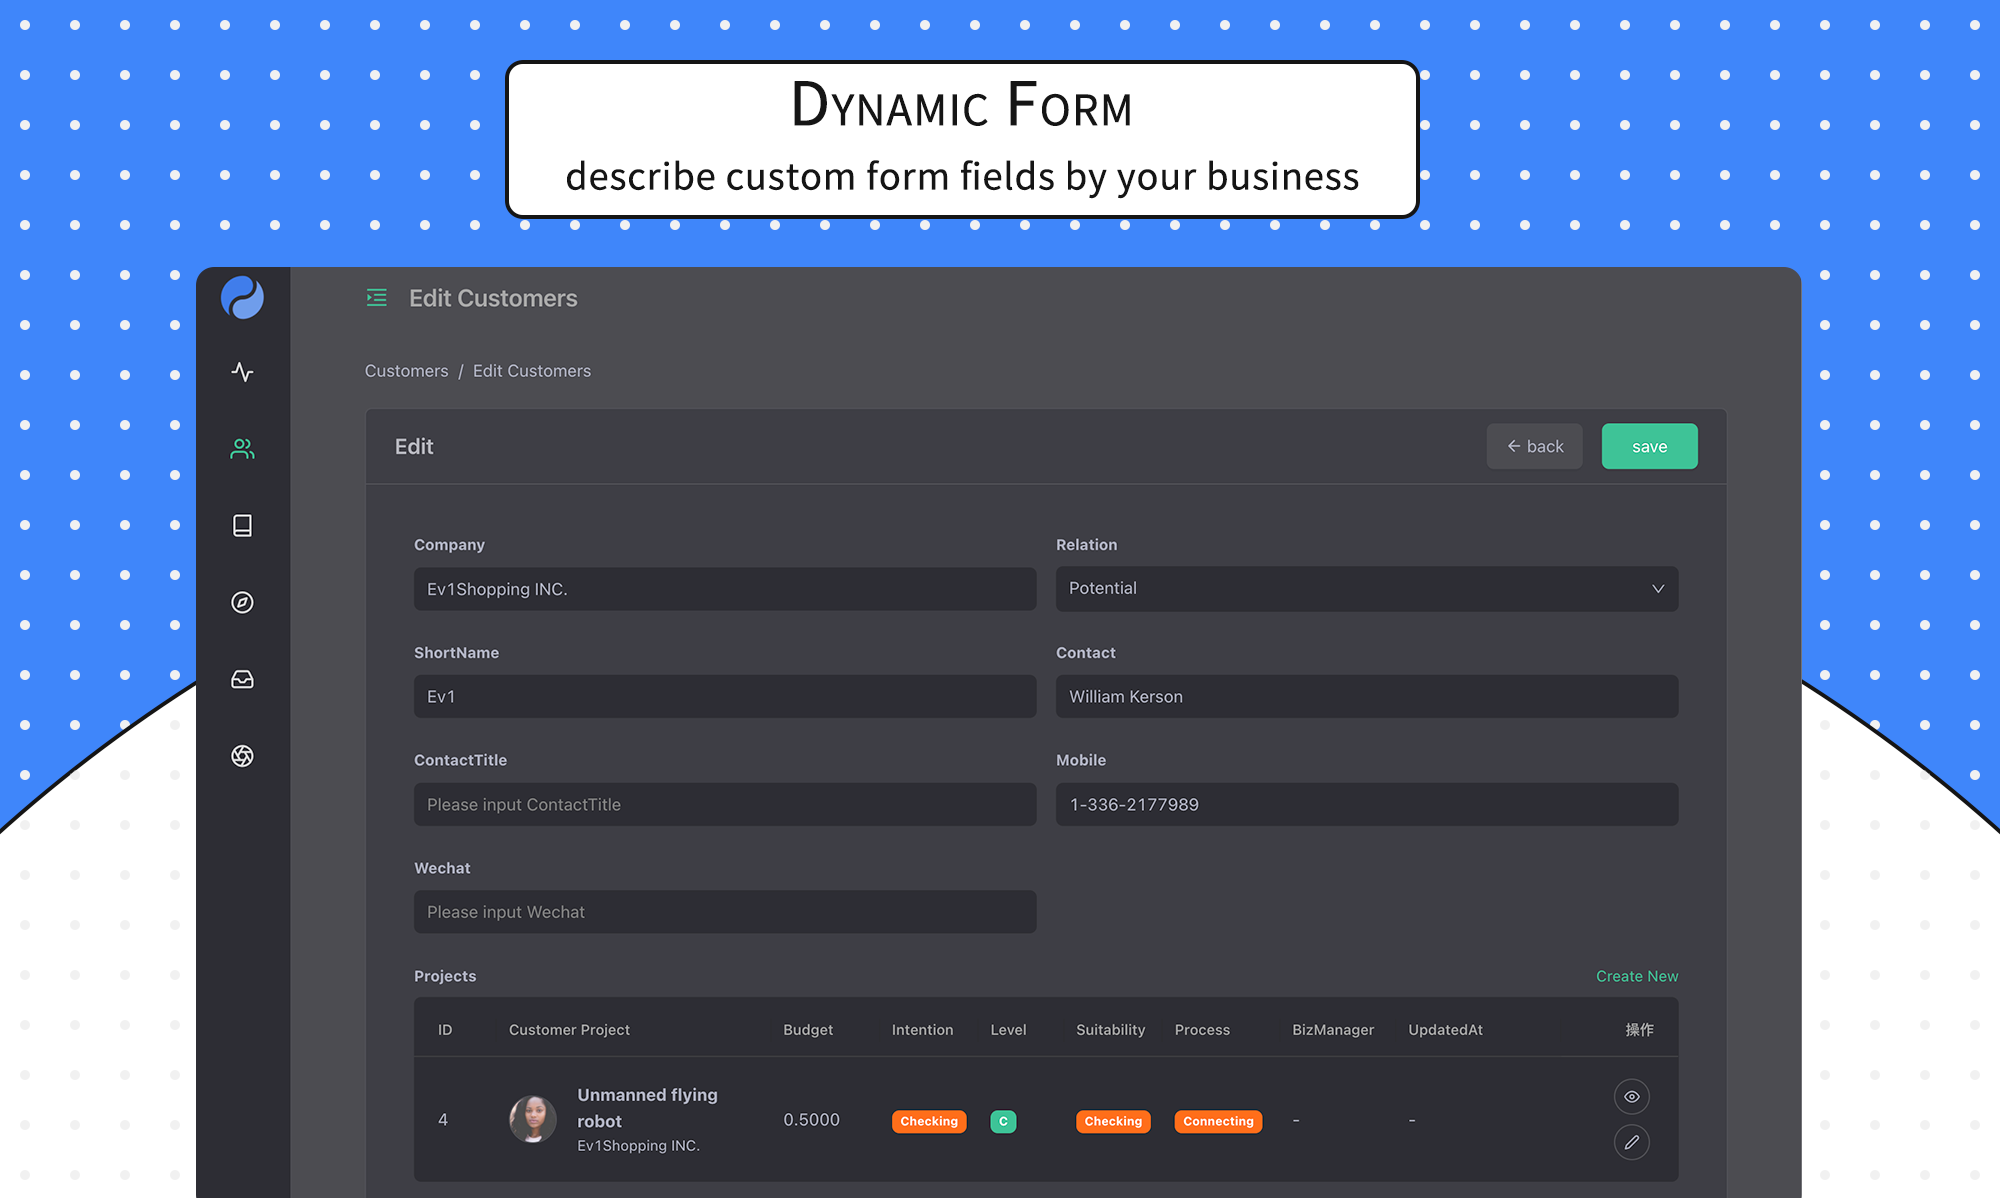 Dynamic Form
describe custom form fields by your business
Edit Customers
Customers / Edit Customers
Edit
← back
save
Company
Relation
Ev1Shopping INC.
Potential
ShortName
Contact
Ev1
William Kerson
ContactTitle
Mobile
Please input ContactTitle
1-336-2177989
Wechat
Please input Wechat
Projects
Create New
ID Customer Project Budget Intention Level Suitability Process BizManager UpdatedAt 操作
Unmanned flying
robot
Ev1Shopping INC.
4 0.5000 Checking C Checking Connecting - -